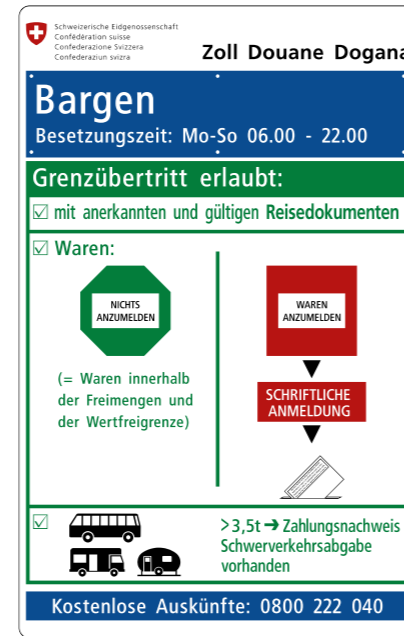 Schweizerische Eidgenossenschaft
Confédération suisse
Confederazione Svizzera
Confederaziun svizra
Zoll Douane Dogana
Bargen
Besetzungszeit: Mo-So 06.00 - 22.00
Grenzübertritt erlaubt:
☑ mit anerkannten und gültigen Reisedokumenten
☑ Waren:
NICHTS
ANZUMELDEN
(= Waren innerhalb
der Freimengen und
der Wertfreigrenze)
WAREN
ANZUMELDEN
SCHRIFTLICHE
ANMELDUNG
☑
>3,5t ➔ Zahlungsnachweis
Schwerverkehrsabgabe
vorhanden
Kostenlose Auskünfte: 0800 222 040